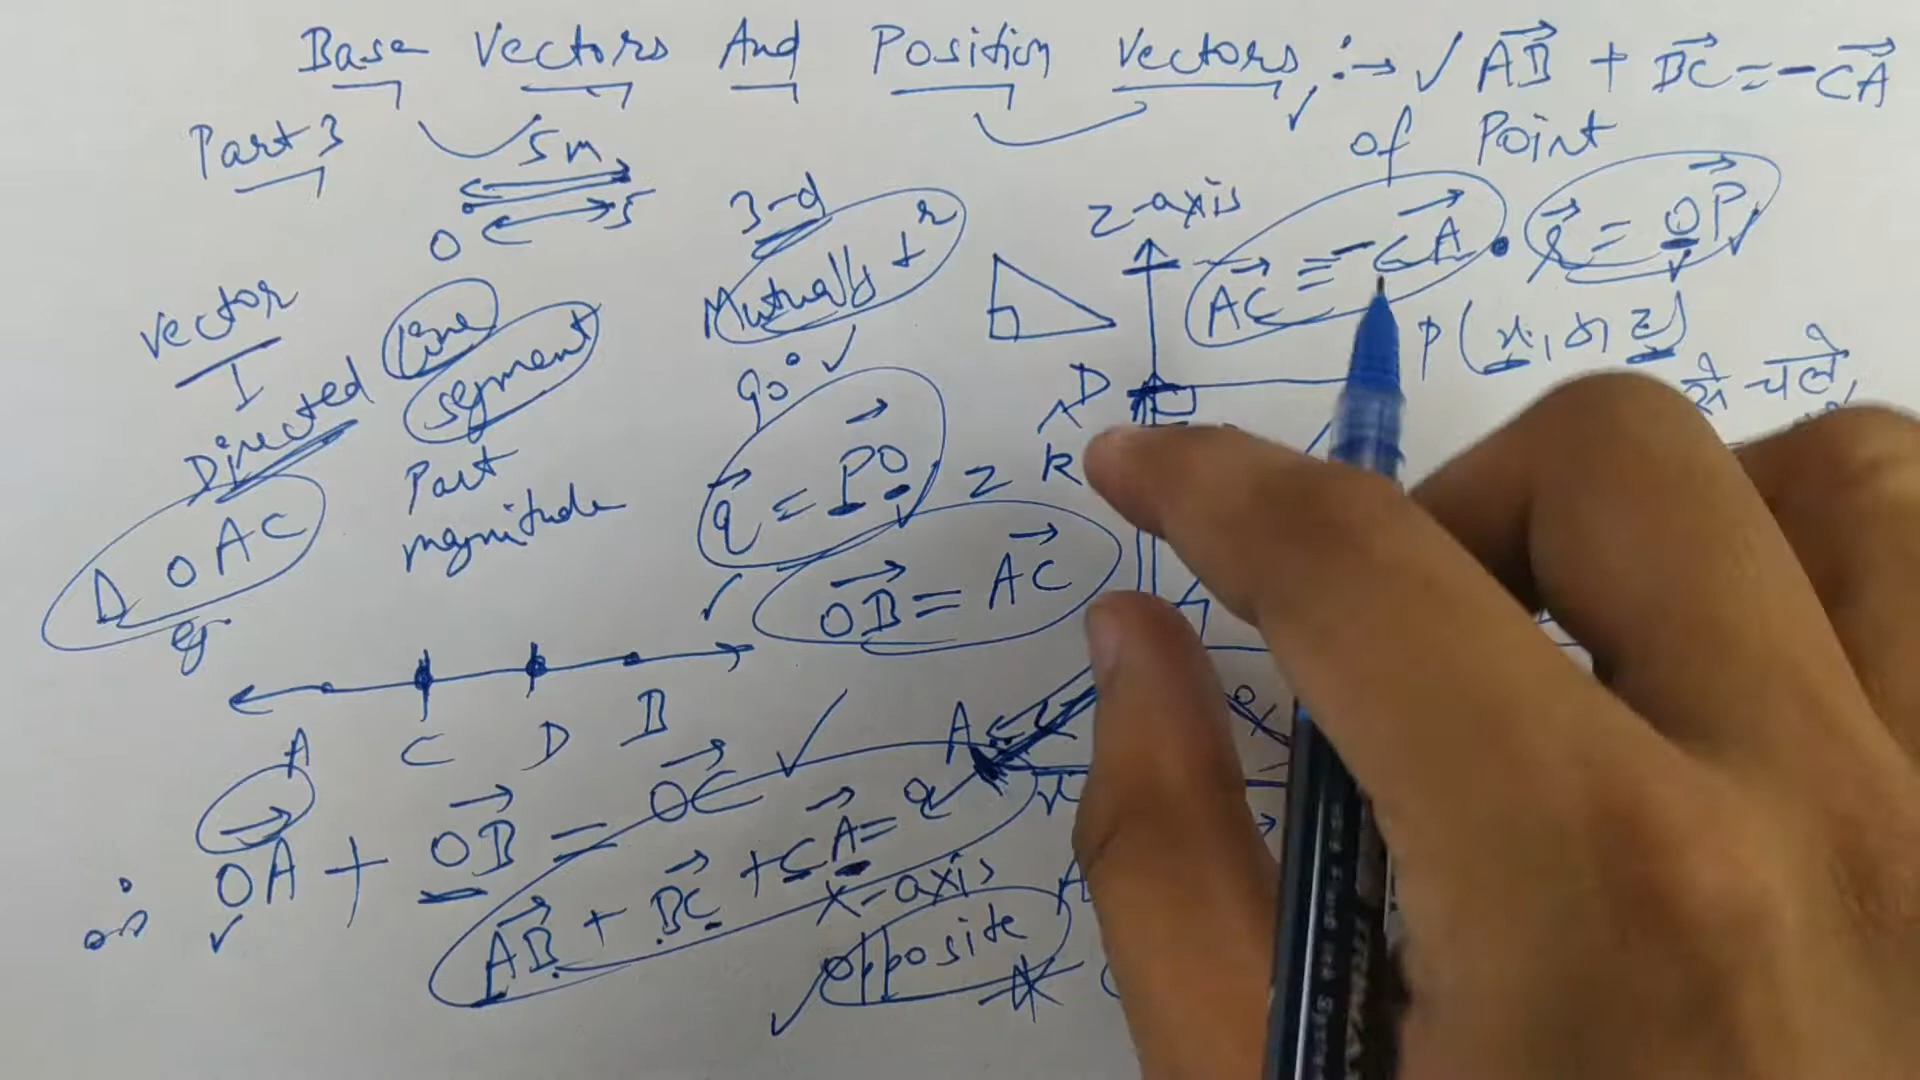 Base Vectors And Position Vectors :→ ✓ AB + BC = -CA
of Point
Part 3
5m
O 5
3-d
Mutually ⊥r
90° ✓
z-axis
AC = -CA
r = OP ✓
P(x, y, z)
से चले,
Vector
Directed
Line
segment
Part
magnitude
Δ OAC
q = PO
z k
D
OB = AC
A C D B
A
OA + OB = OC ✓
AB + BC + CA =
x-axis
opposite